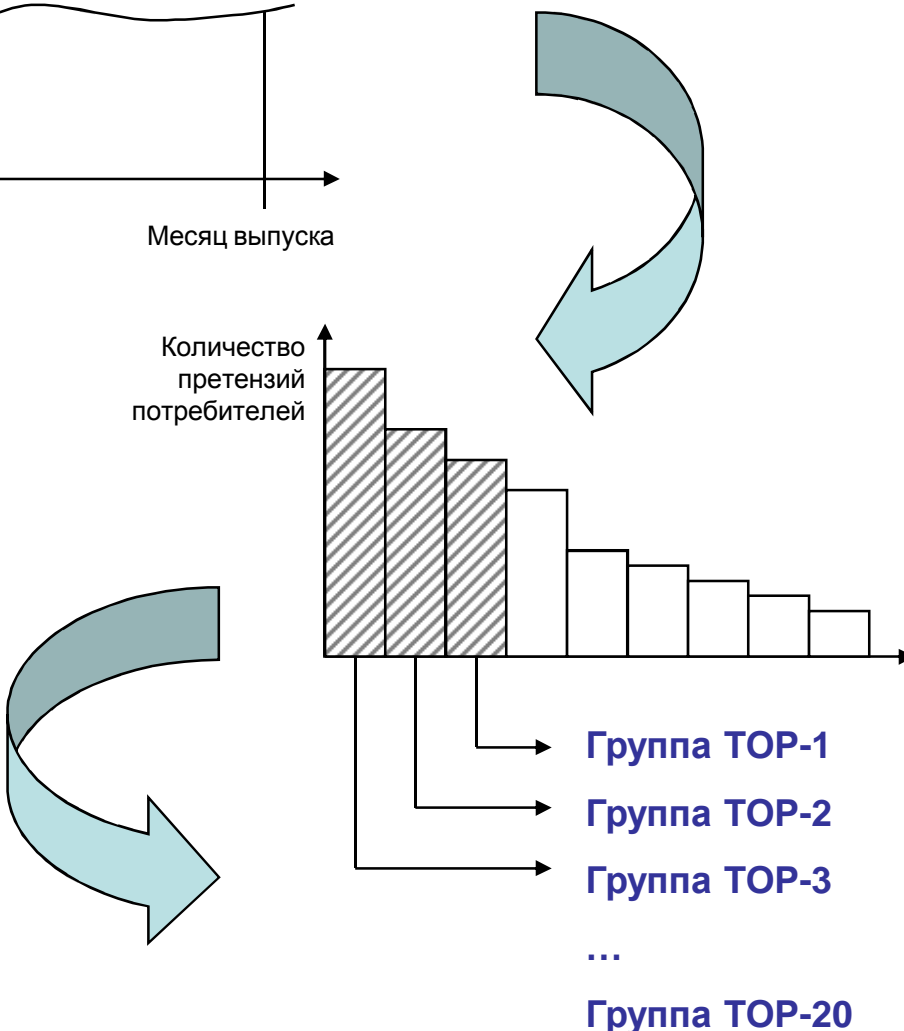 Месяц выпуска
Количество
претензий
потребителей
Группа TOP-1
Группа TOP-2
Группа TOP-3
…
Группа TOP-20